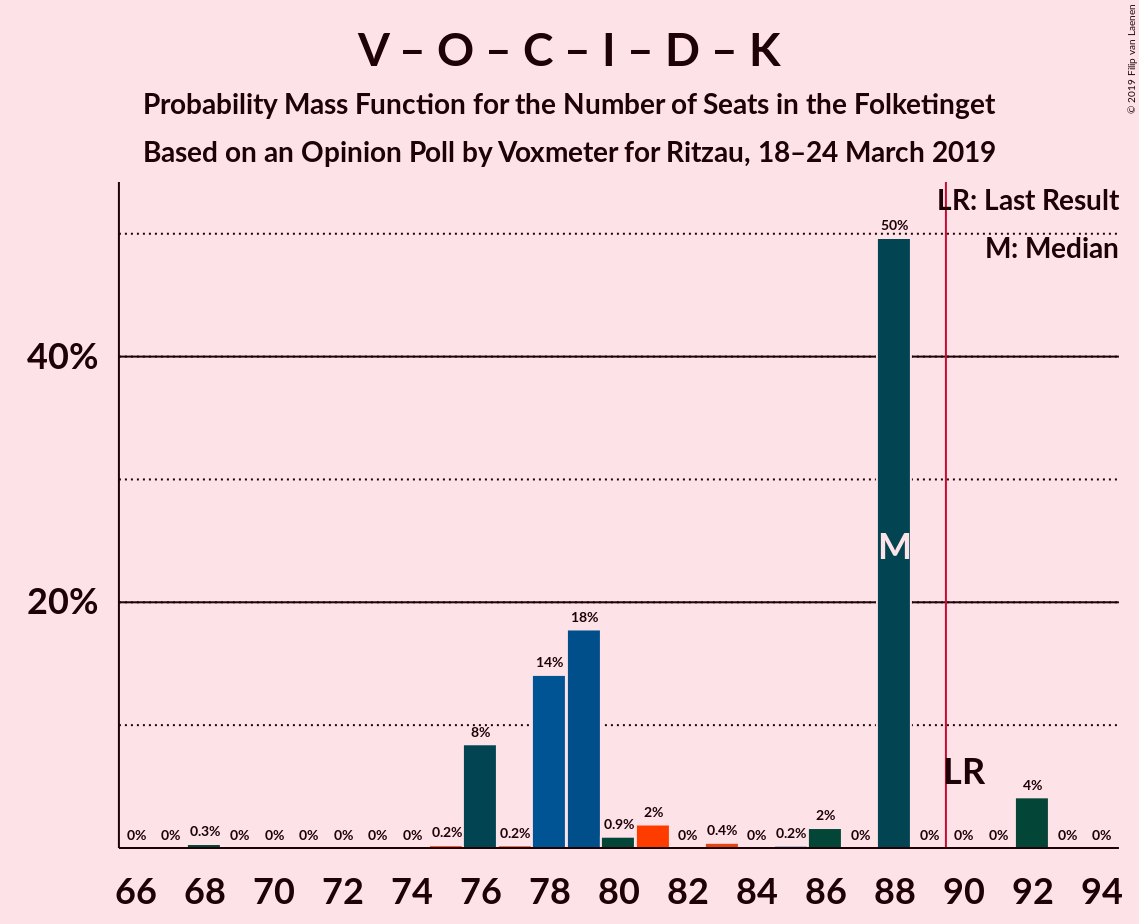 V – O – C – I – D – K
Probability Mass Function for the Number of Seats in the Folketinget
Based on an Opinion Poll by Voxmeter for Ritzau, 18–24 March 2019
© 2019 Filip van Laenen
LR: Last Result
M: Median
50%
40%
M
20%
18%
14%
8%
LR
4%
0% 0% 0.3% 0% 0% 0% 0% 0% 0% 0.2% 0.2% 0.9% 2% 0% 0.4% 0% 0.2% 2% 0% 0% 0% 0% 0% 0%
66 68 70 72 74 76 78 80 82 84 86 88 90 92 94